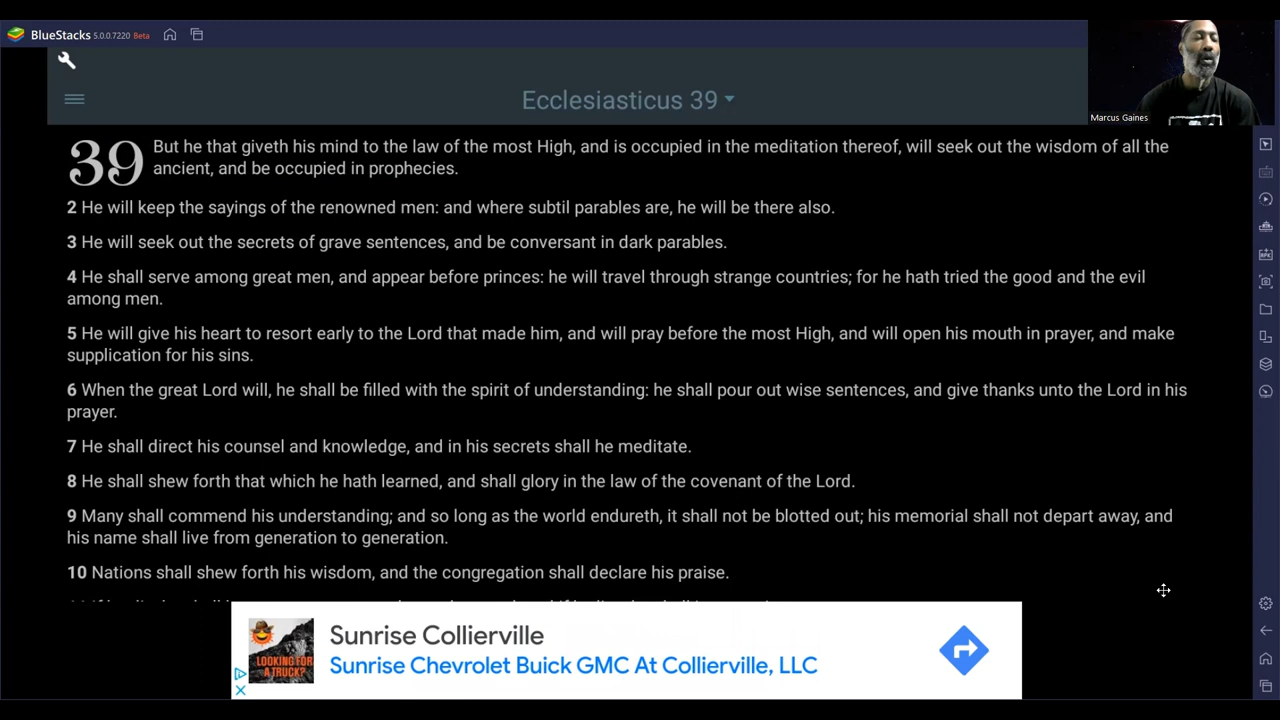 BlueStacks 5.0.0.7220 Beta
Marcus Gaines
Ecclesiasticus 39
39 But he that giveth his mind to the law of the most High, and is occupied in the meditation thereof, will seek out the wisdom of all the
ancient, and be occupied in prophecies.
2 He will keep the sayings of the renowned men: and where subtil parables are, he will be there also.
3 He will seek out the secrets of grave sentences, and be conversant in dark parables.
4 He shall serve among great men, and appear before princes: he will travel through strange countries; for he hath tried the good and the evil
among men.
5 He will give his heart to resort early to the Lord that made him, and will pray before the most High, and will open his mouth in prayer, and make
supplication for his sins.
6 When the great Lord will, he shall be filled with the spirit of understanding: he shall pour out wise sentences, and give thanks unto the Lord in his
prayer.
7 He shall direct his counsel and knowledge, and in his secrets shall he meditate.
8 He shall shew forth that which he hath learned, and shall glory in the law of the covenant of the Lord.
9 Many shall commend his understanding; and so long as the world endureth, it shall not be blotted out; his memorial shall not depart away, and
his name shall live from generation to generation.
10 Nations shall shew forth his wisdom, and the congregation shall declare his praise.
LOOKING FOR
A TRUCK?
Sunrise Collierville
Sunrise Chevrolet Buick GMC At Collierville, LLC